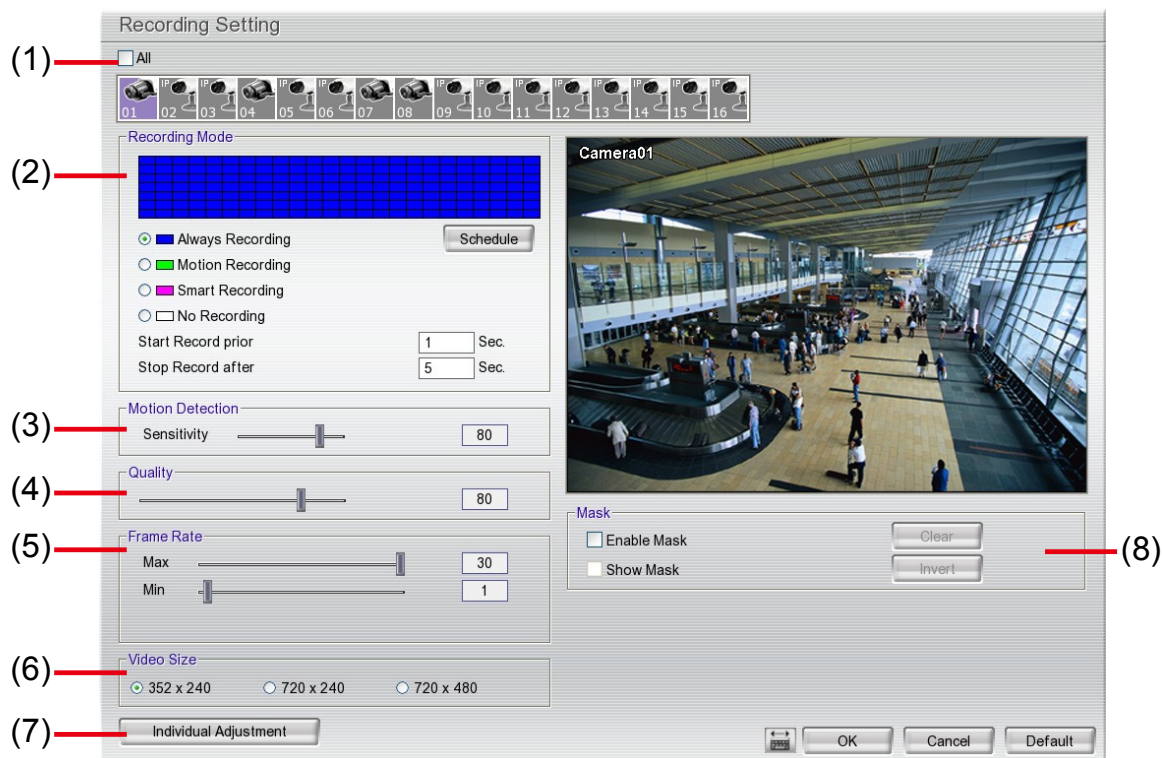 Recording Setting
(1)
All
01 IP 02 IP 03 04 IP 05 IP 06 07 08 IP 09 IP 10 IP 11 IP 12 IP 13 IP 14 IP 15 IP 16
Recording Mode
(2)
Always Recording Schedule
Motion Recording
Smart Recording
No Recording
Start Record prior 1 Sec.
Stop Record after 5 Sec.
Motion Detection
(3)
Sensitivity 80
Quality
(4)
80
Frame Rate
(5)
Max 30
Min 1
Video Size
(6)
352 x 240 720 x 240 720 x 480
(7)
Individual Adjustment
Camera01
Mask
Enable Mask Clear
(8)
Show Mask Invert
OK Cancel Default